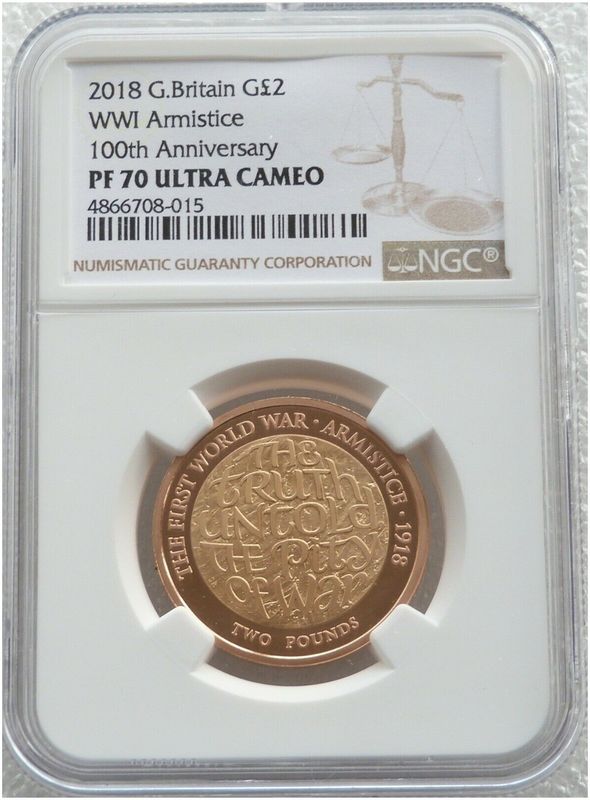 2018 G.Britain G£2
WWI Armistice
100th Anniversary
PF 70 ULTRA CAMEO
4866708-015
NUMISMATIC GUARANTY CORPORATION
NGC®
THE FIRST WORLD WAR · ARMISTICE · 1918
THE
TRUTH
UNTOLD
THE PITY
OF WAR
TWO POUNDS